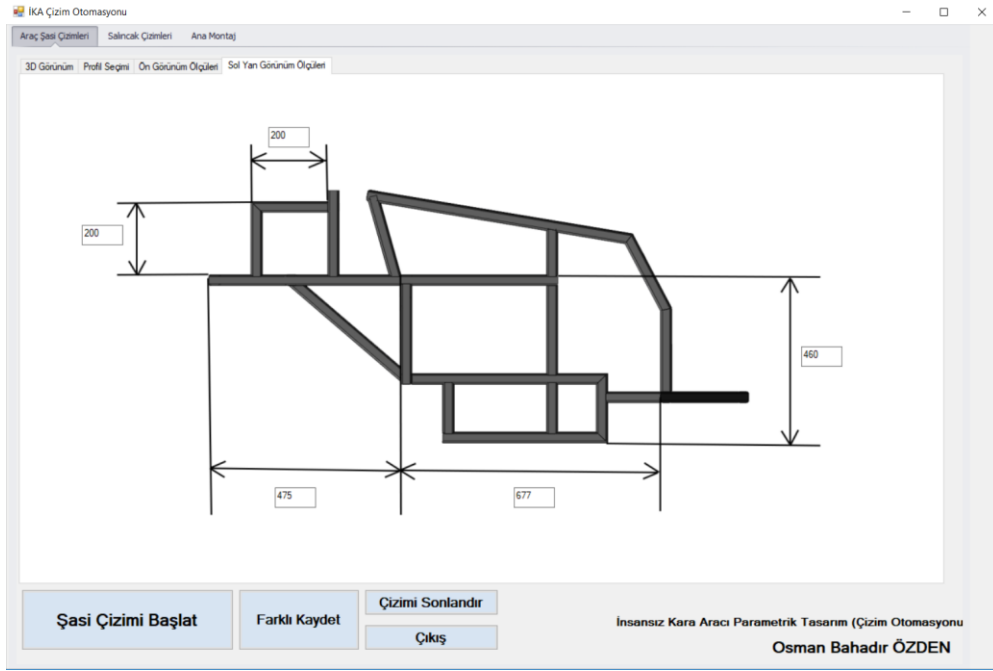 İKA Çizim Otomasyonu
Araç Şasi Çizimleri Salıncak Çizimleri Ana Montaj
3D Görünüm Profil Seçimi Ön Görünüm Ölçüleri Sol Yan Görünüm Ölçüleri
200
200
460
475
677
Şasi Çizimi Başlat
Farklı Kaydet
Çizimi Sonlandır
Çıkış
İnsansız Kara Aracı Parametrik Tasarım (Çizim Otomasyonu
Osman Bahadır ÖZDEN